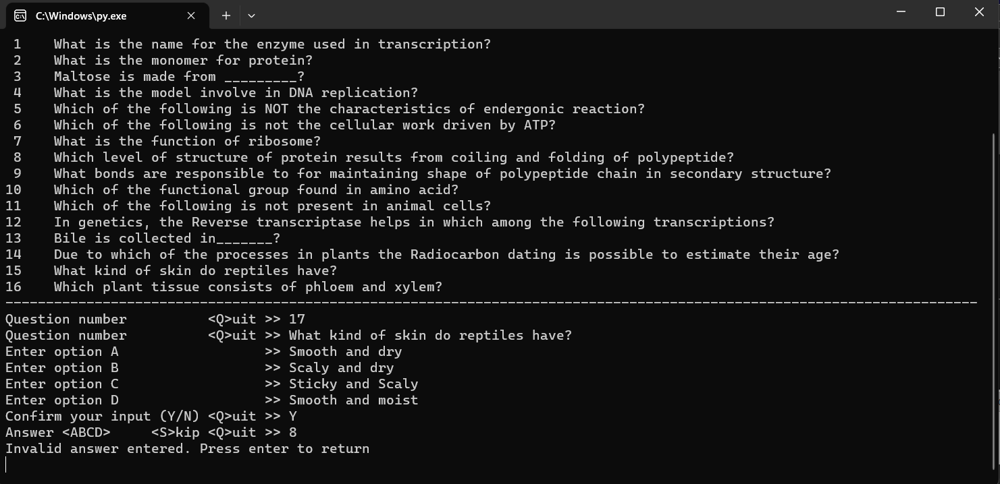 C:\Windows\py.exe
1 What is the name for the enzyme used in transcription?
2 What is the monomer for protein?
3 Maltose is made from _________?
4 What is the model involve in DNA replication?
5 Which of the following is NOT the characteristics of endergonic reaction?
6 Which of the following is not the cellular work driven by ATP?
7 What is the function of ribosome?
8 Which level of structure of protein results from coiling and folding of polypeptide?
9 What bonds are responsible to for maintaining shape of polypeptide chain in secondary structure?
10 Which of the functional group found in amino acid?
11 Which of the following is not present in animal cells?
12 In genetics, the Reverse transcriptase helps in which among the following transcriptions?
13 Bile is collected in_______?
14 Due to which of the processes in plants the Radiocarbon dating is possible to estimate their age?
15 What kind of skin do reptiles have?
16 Which plant tissue consists of phloem and xylem?
------------------------------------------------------------------------------------------------------------------------
Question number <Q>uit >> 17
Question number <Q>uit >> What kind of skin do reptiles have?
Enter option A >> Smooth and dry
Enter option B >> Scaly and dry
Enter option C >> Sticky and Scaly
Enter option D >> Smooth and moist
Confirm your input (Y/N) <Q>uit >> Y
Answer <ABCD> <S>kip <Q>uit >> 8
Invalid answer entered. Press enter to return